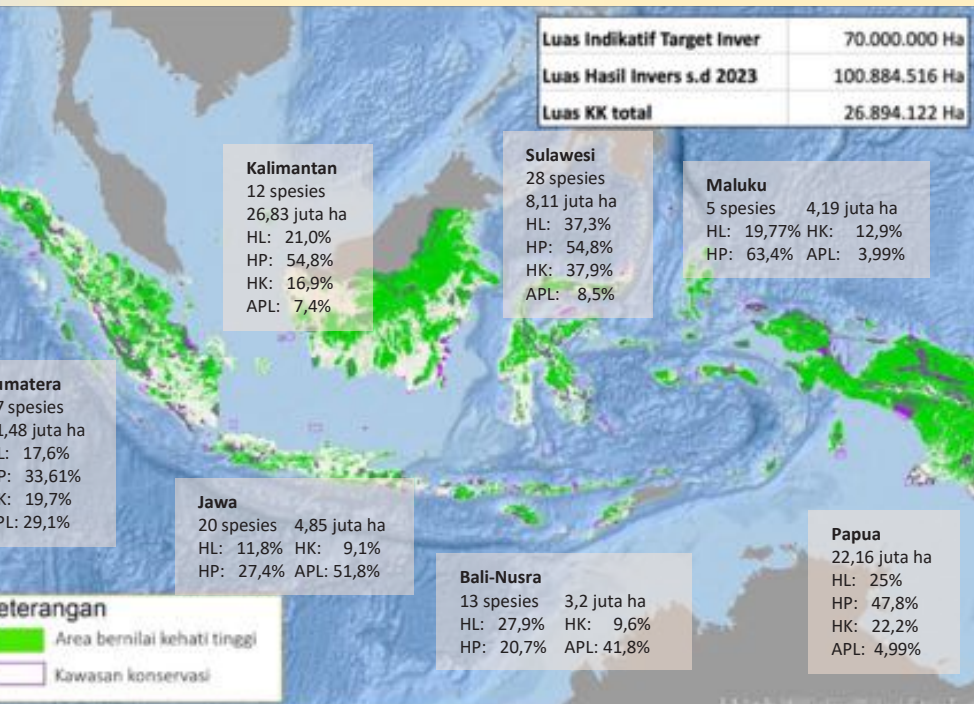 Luas Indikatif Target Inver 70.000.000 Ha
Luas Hasil Invers s.d 2023 100.884.516 Ha
Luas KK total 26.894.122 Ha
Kalimantan
12 spesies
26,83 juta ha
HL: 21,0%
HP: 54,8%
HK: 16,9%
APL: 7,4%
Sulawesi
28 spesies
8,11 juta ha
HL: 37,3%
HP: 54,8%
HK: 37,9%
APL: 8,5%
Maluku
5 spesies 4,19 juta ha
HL: 19,77% HK: 12,9%
HP: 63,4% APL: 3,99%
umatera
7 spesies
1,48 juta ha
L: 17,6%
P: 33,61%
K: 19,7%
PL: 29,1%
Jawa
20 spesies 4,85 juta ha
HL: 11,8% HK: 9,1%
HP: 27,4% APL: 51,8%
Bali-Nusra
13 spesies 3,2 juta ha
HL: 27,9% HK: 9,6%
HP: 20,7% APL: 41,8%
Papua
22,16 juta ha
HL: 25%
HP: 47,8%
HK: 22,2%
APL: 4,99%
eterangan
Area bernilai kehati tinggi
Kawasan konservasi